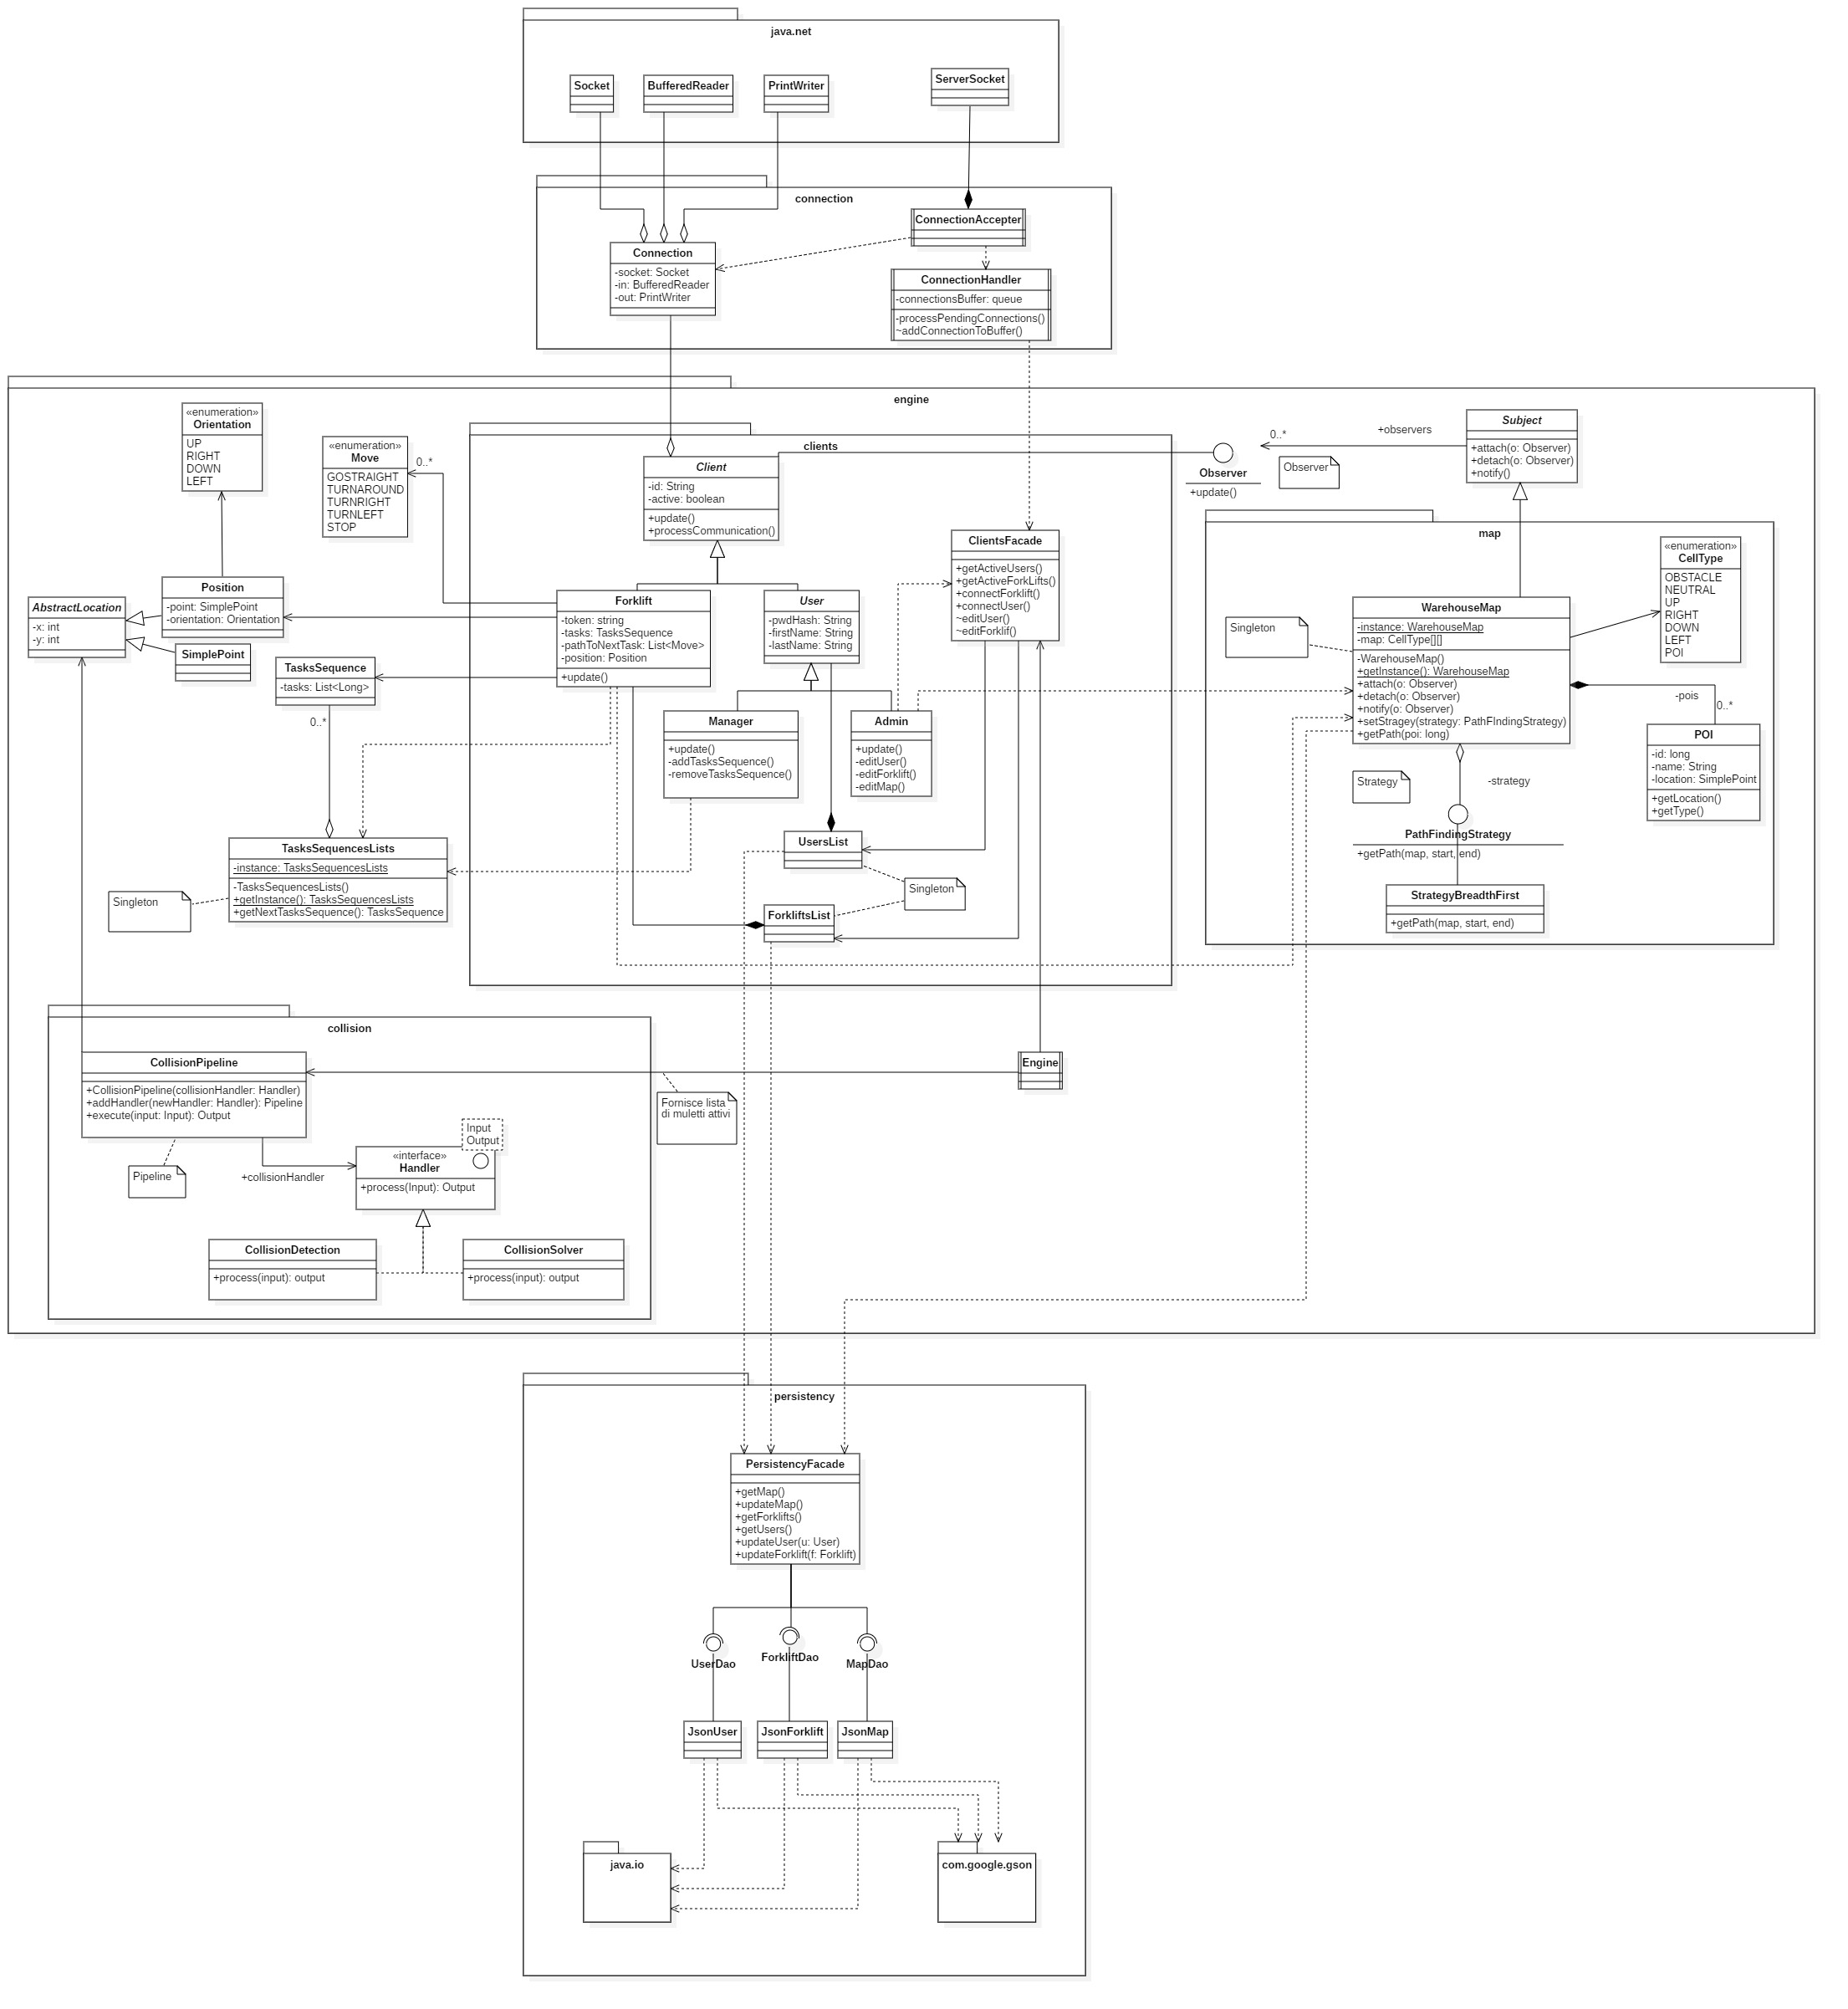 java.net
Socket
BufferedReader
PrintWriter
ServerSocket
connection
ConnectionAccepter
Connection
-socket: Socket
-in: BufferedReader
-out: PrintWriter
ConnectionHandler
-connectionsBuffer: queue
-processPendingConnections()
~addConnectionToBuffer()
engine
«enumeration»
Orientation
UP
RIGHT
DOWN
LEFT
«enumeration»
Move
GOSTRAIGHT
TURNAROUND
TURNRIGHT
TURNLEFT
STOP
0..*
clients
Client
-id: String
-active: boolean
+update()
+processCommunication()
Observer
+update()
0..*
+observers
Observer
Subject
+attach(o: Observer)
+detach(o: Observer)
+notify()
ClientsFacade
+getActiveUsers()
+getActiveForkLifts()
+connectForklift()
+connectUser()
~editUser()
~editForklif()
map
«enumeration»
CellType
OBSTACLE
NEUTRAL
UP
RIGHT
DOWN
LEFT
POI
AbstractLocation
-x: int
-y: int
Position
-point: SimplePoint
-orientation: Orientation
SimplePoint
TasksSequence
-tasks: List<Long>
0..*
Forklift
-token: string
-tasks: TasksSequence
-pathToNextTask: List<Move>
-position: Position
+update()
User
-pwdHash: String
-firstName: String
-lastName: String
Singleton
WarehouseMap
-instance: WarehouseMap
-map: CellType[][]
-WarehouseMap()
+getInstance(): WarehouseMap
+attach(o: Observer)
+detach(o: Observer)
+notify(o: Observer)
+setStragey(strategy: PathFIndingStrategy)
+getPath(poi: long)
-pois
0..*
POI
-id: long
-name: String
-location: SimplePoint
+getLocation()
+getType()
Manager
+update()
-addTasksSequence()
-removeTasksSequence()
Admin
+update()
-editUser()
-editForklift()
-editMap()
Strategy
-strategy
PathFindingStrategy
+getPath(map, start, end)
StrategyBreadthFirst
+getPath(map, start, end)
TasksSequencesLists
-instance: TasksSequencesLists
-TasksSequencesLists()
+getInstance(): TasksSequencesLists
+getNextTasksSequence(): TasksSequence
Singleton
UsersList
Singleton
ForkliftsList
collision
CollisionPipeline
+CollisionPipeline(collisionHandler: Handler)
+addHandler(newHandler: Handler): Pipeline
+execute(input: Input): Output
Engine
Fornisce lista
di muletti attivi
Pipeline
+collisionHandler
Input
Output
«interface»
Handler
+process(Input): Output
CollisionDetection
+process(input): output
CollisionSolver
+process(input): output
persistency
PersistencyFacade
+getMap()
+updateMap()
+getForklifts()
+getUsers()
+updateUser(u: User)
+updateForklift(f: Forklift)
UserDao
ForkliftDao
MapDao
JsonUser
JsonForklift
JsonMap
java.io
com.google.gson